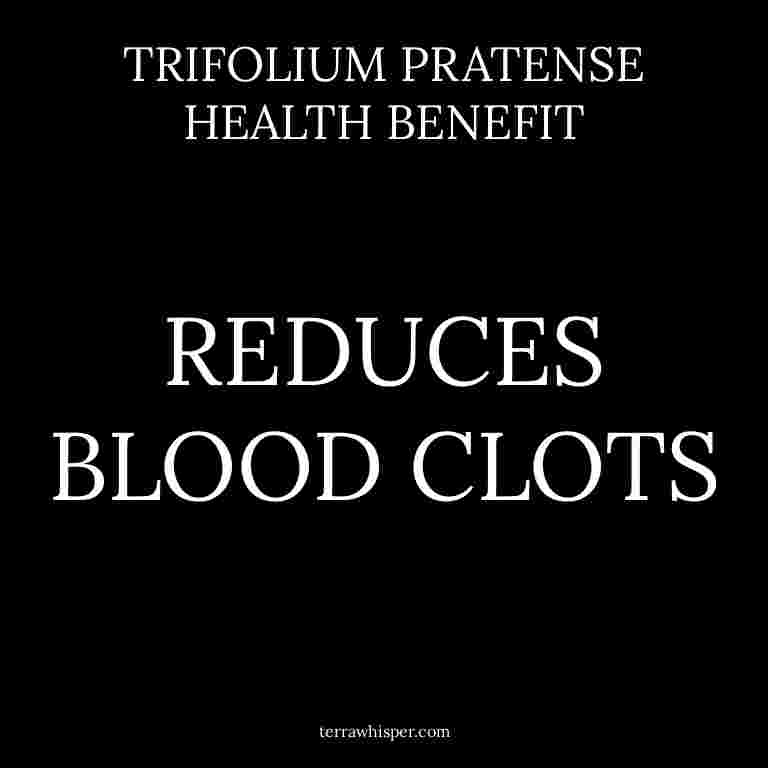 TRIFOLIUM PRATENSE
HEALTH BENEFIT
REDUCES
BLOOD CLOTS
terrawhisper.com